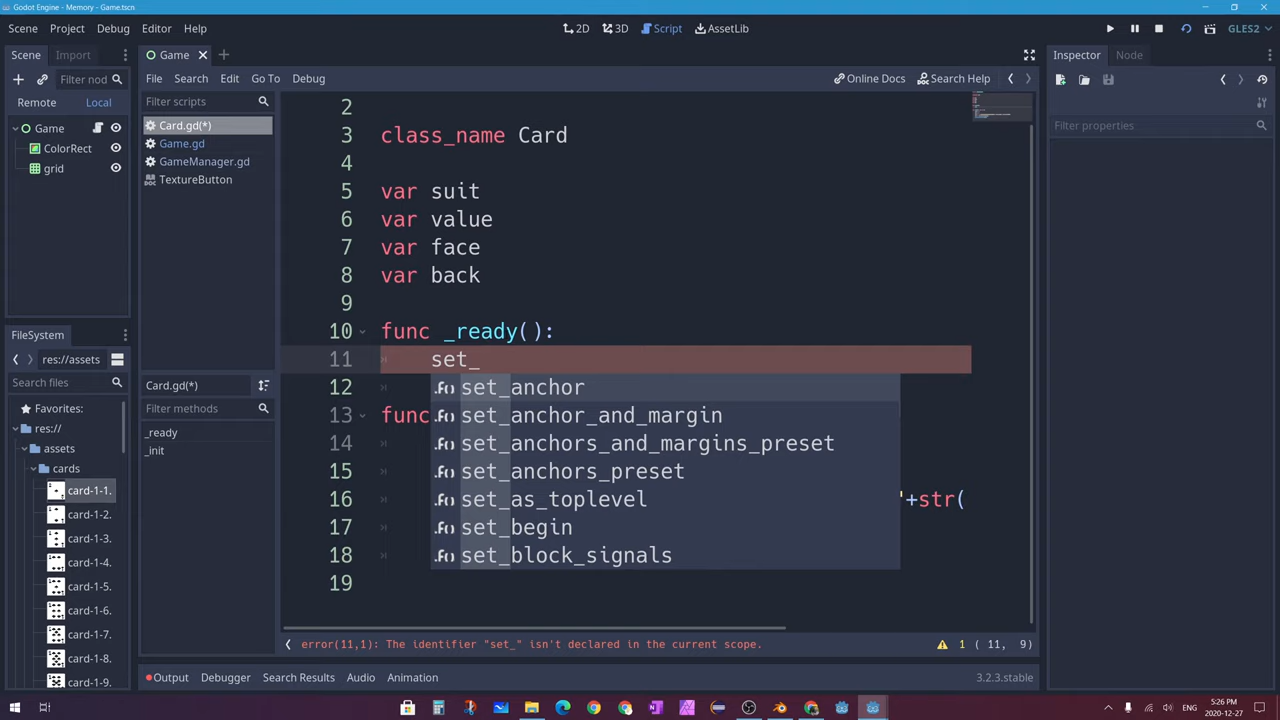 Godot Engine - Memory - Game.tscn
Scene Project Debug Editor Help
2D 3D Script AssetLib
GLES2
Scene Import
Filter nod
Remote Local
Game
ColorRect
grid
FileSystem
res://assets
Search files
Favorites:
res://
assets
cards
card-1-1.
card-1-2.
card-1-3.
card-1-4.
card-1-5.
card-1-6.
card-1-7.
card-1-8.
card-1-9.
Game
File Search Edit Go To Debug
Online Docs Search Help
Filter scripts
Card.gd(*)
Game.gd
GameManager.gd
TextureButton
Card.gd(*)
Filter methods
_ready
_init
2
3 class_name Card
4
5 var suit
6 var value
7 var face
8 var back
9
10 func _ready():
11 set_
12 .f() set_anchor
13 func .f() set_anchor_and_margin
14 .f() set_anchors_and_margins_preset
15 .f() set_anchors_preset
16 .f() set_as_toplevel "+str(
17 .f() set_begin
18 .f() set_block_signals
19
error(11,1): The identifier "set_" isn't declared in the current scope.
1 ( 11, 9)
Output Debugger Search Results Audio Animation
3.2.3.stable
Inspector Node
Filter properties
5:26 PM
2020-12-27